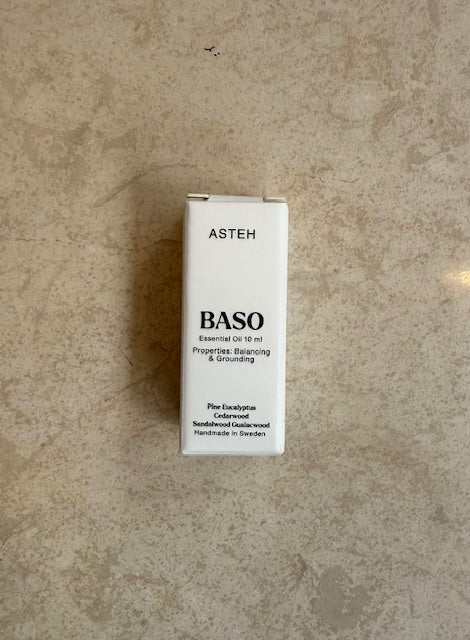 ASTEH
BASO
Essential Oil 10 ml
Properties: Balancing
& Grounding
Pine Eucalyptus
Cedarwood
Sandalwood Guaiacwood
Handmade in Sweden